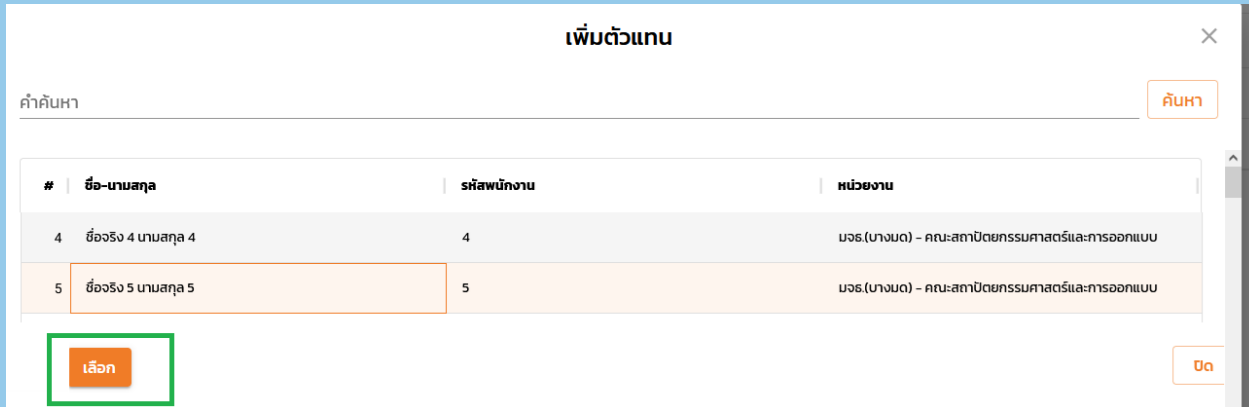 เพิ่มตัวแทน
คำค้นหา
ค้นหา
# ชื่อ-นามสกุล รหัสพนักงาน หน่วยงาน
4 ชื่อจริง 4 นามสกุล 4 4 มจธ.(บางมด) - คณะสถาปัตยกรรมศาสตร์และการออกแบบ
5 ชื่อจริง 5 นามสกุล 5 5 มจธ.(บางมด) - คณะสถาปัตยกรรมศาสตร์และการออกแบบ
เลือก ปิด